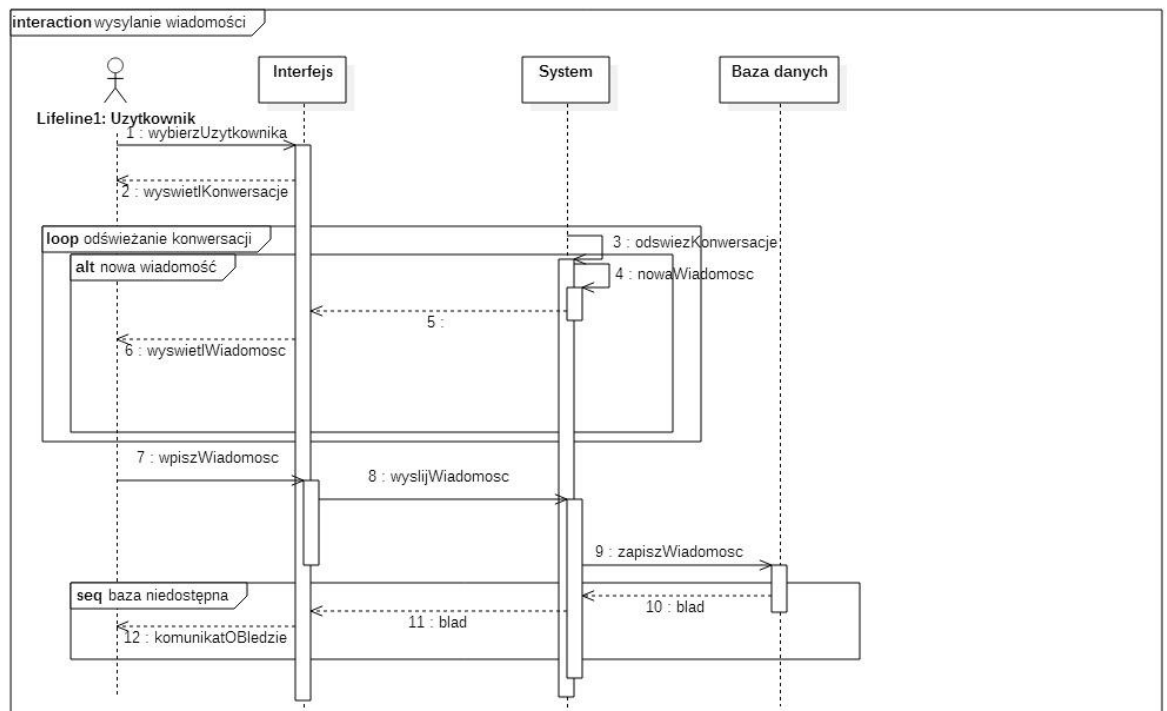 interaction wysylanie wiadomości
Interfejs
System
Baza danych
Lifeline1: Uzytkownik
1 : wybierzUzytkownika
2 : wyswietlKonwersacje
loop odświeżanie konwersacji
3 : odswiezKonwersacje
alt nowa wiadomość
4 : nowaWiadomosc
5 :
6 : wyswietlWiadomosc
7 : wpiszWiadomosc
8 : wyslijWiadomosc
9 : zapiszWiadomosc
seq baza niedostępna
10 : blad
11 : blad
12 : komunikatOBledzie